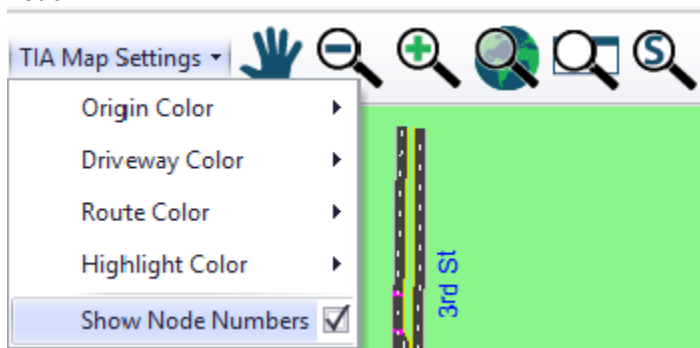 TIA Map Settings
S
Origin Color
Driveway Color
Route Color
Highlight Color
Show Node Numbers
3rd St